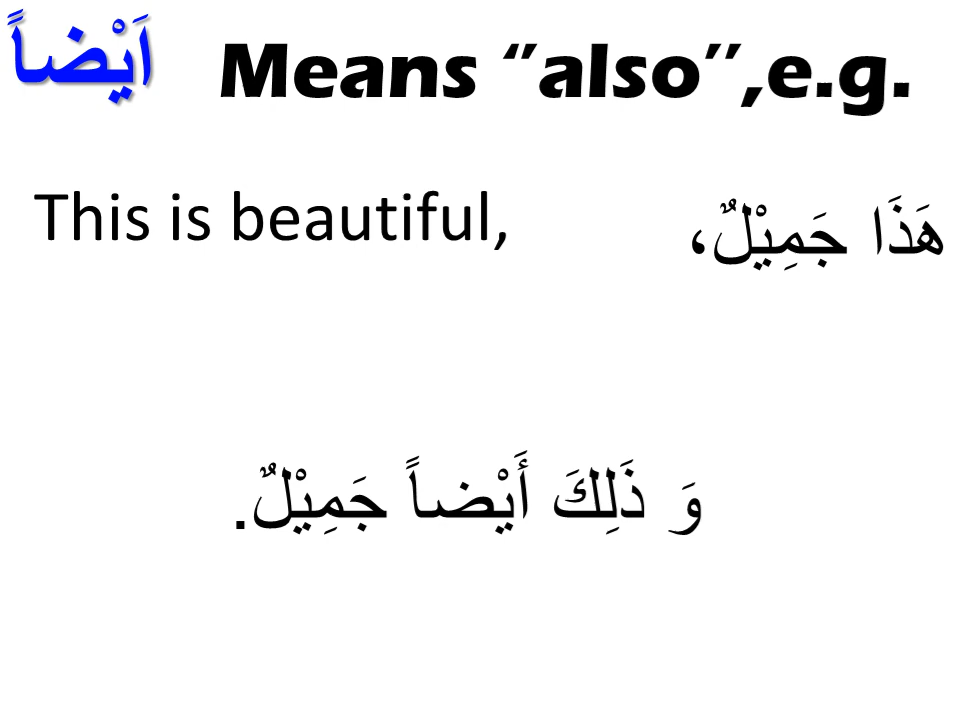 اَيْضاً Means ‘‘also’’,e.g.
This is beautiful, هَذَا جَمِيْلٌ،
وَ ذَلِكَ أَيْضاً جَمِيْلٌ.